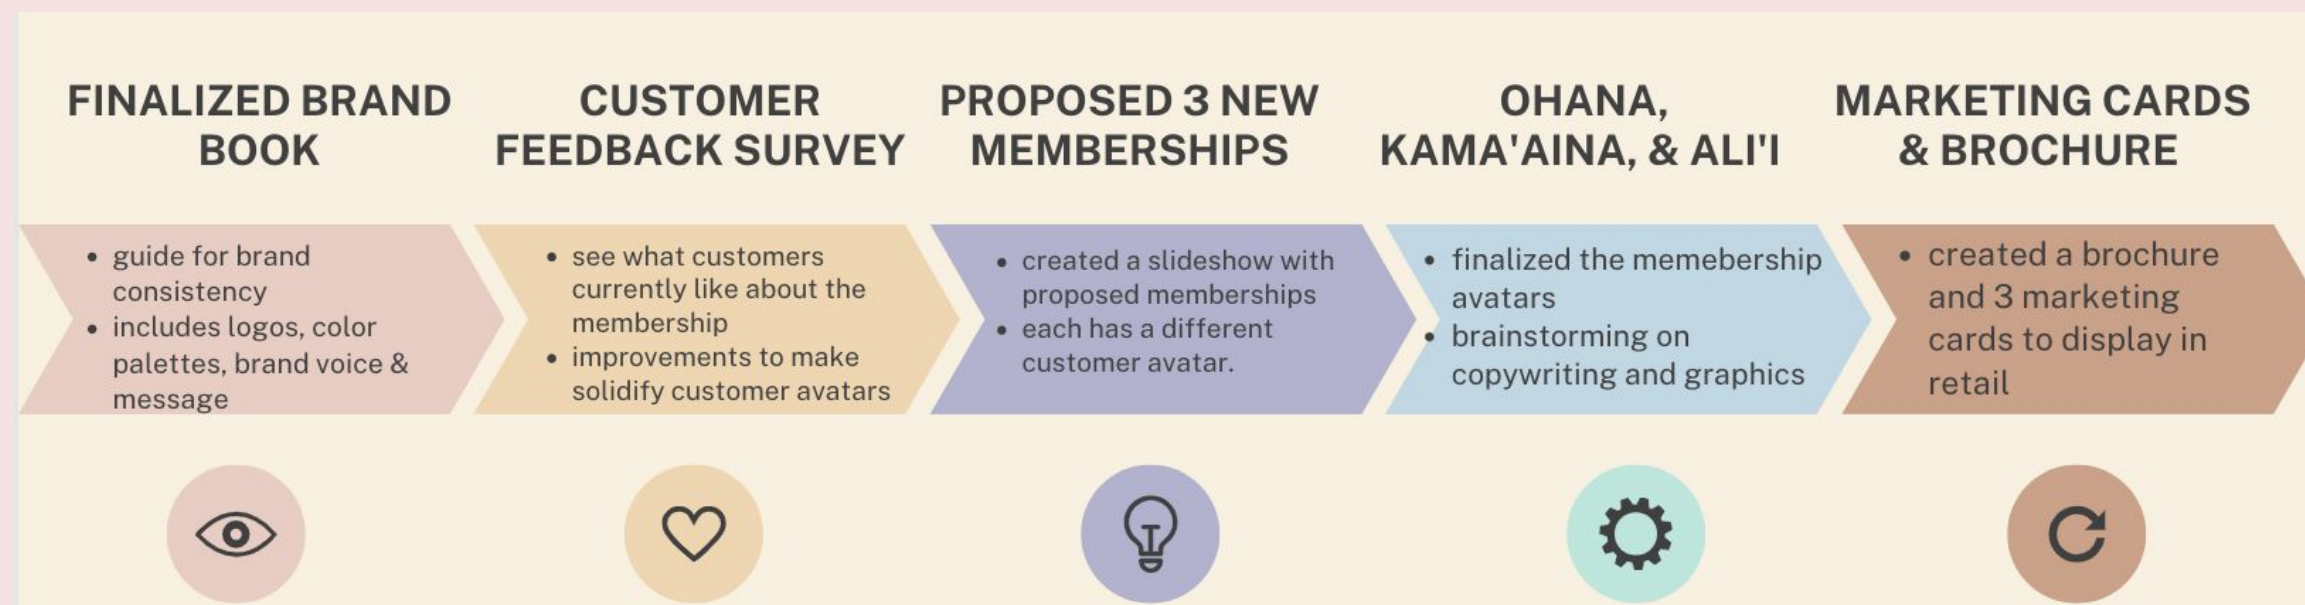 FINALIZED BRAND
BOOK
• guide for brand
consistency
• includes logos, color
palettes, brand voice &
message
CUSTOMER
FEEDBACK SURVEY
• see what customers
currently like about the
membership
• improvements to make
solidify customer avatars
PROPOSED 3 NEW
MEMBERSHIPS
• created a slideshow with
proposed memberships
• each has a different
customer avatar.
OHANA,
KAMA'AINA, & ALI'I
• finalized the memebership
avatars
• brainstorming on
copywriting and graphics
MARKETING CARDS
& BROCHURE
• created a brochure
and 3 marketing
cards to display in
retail